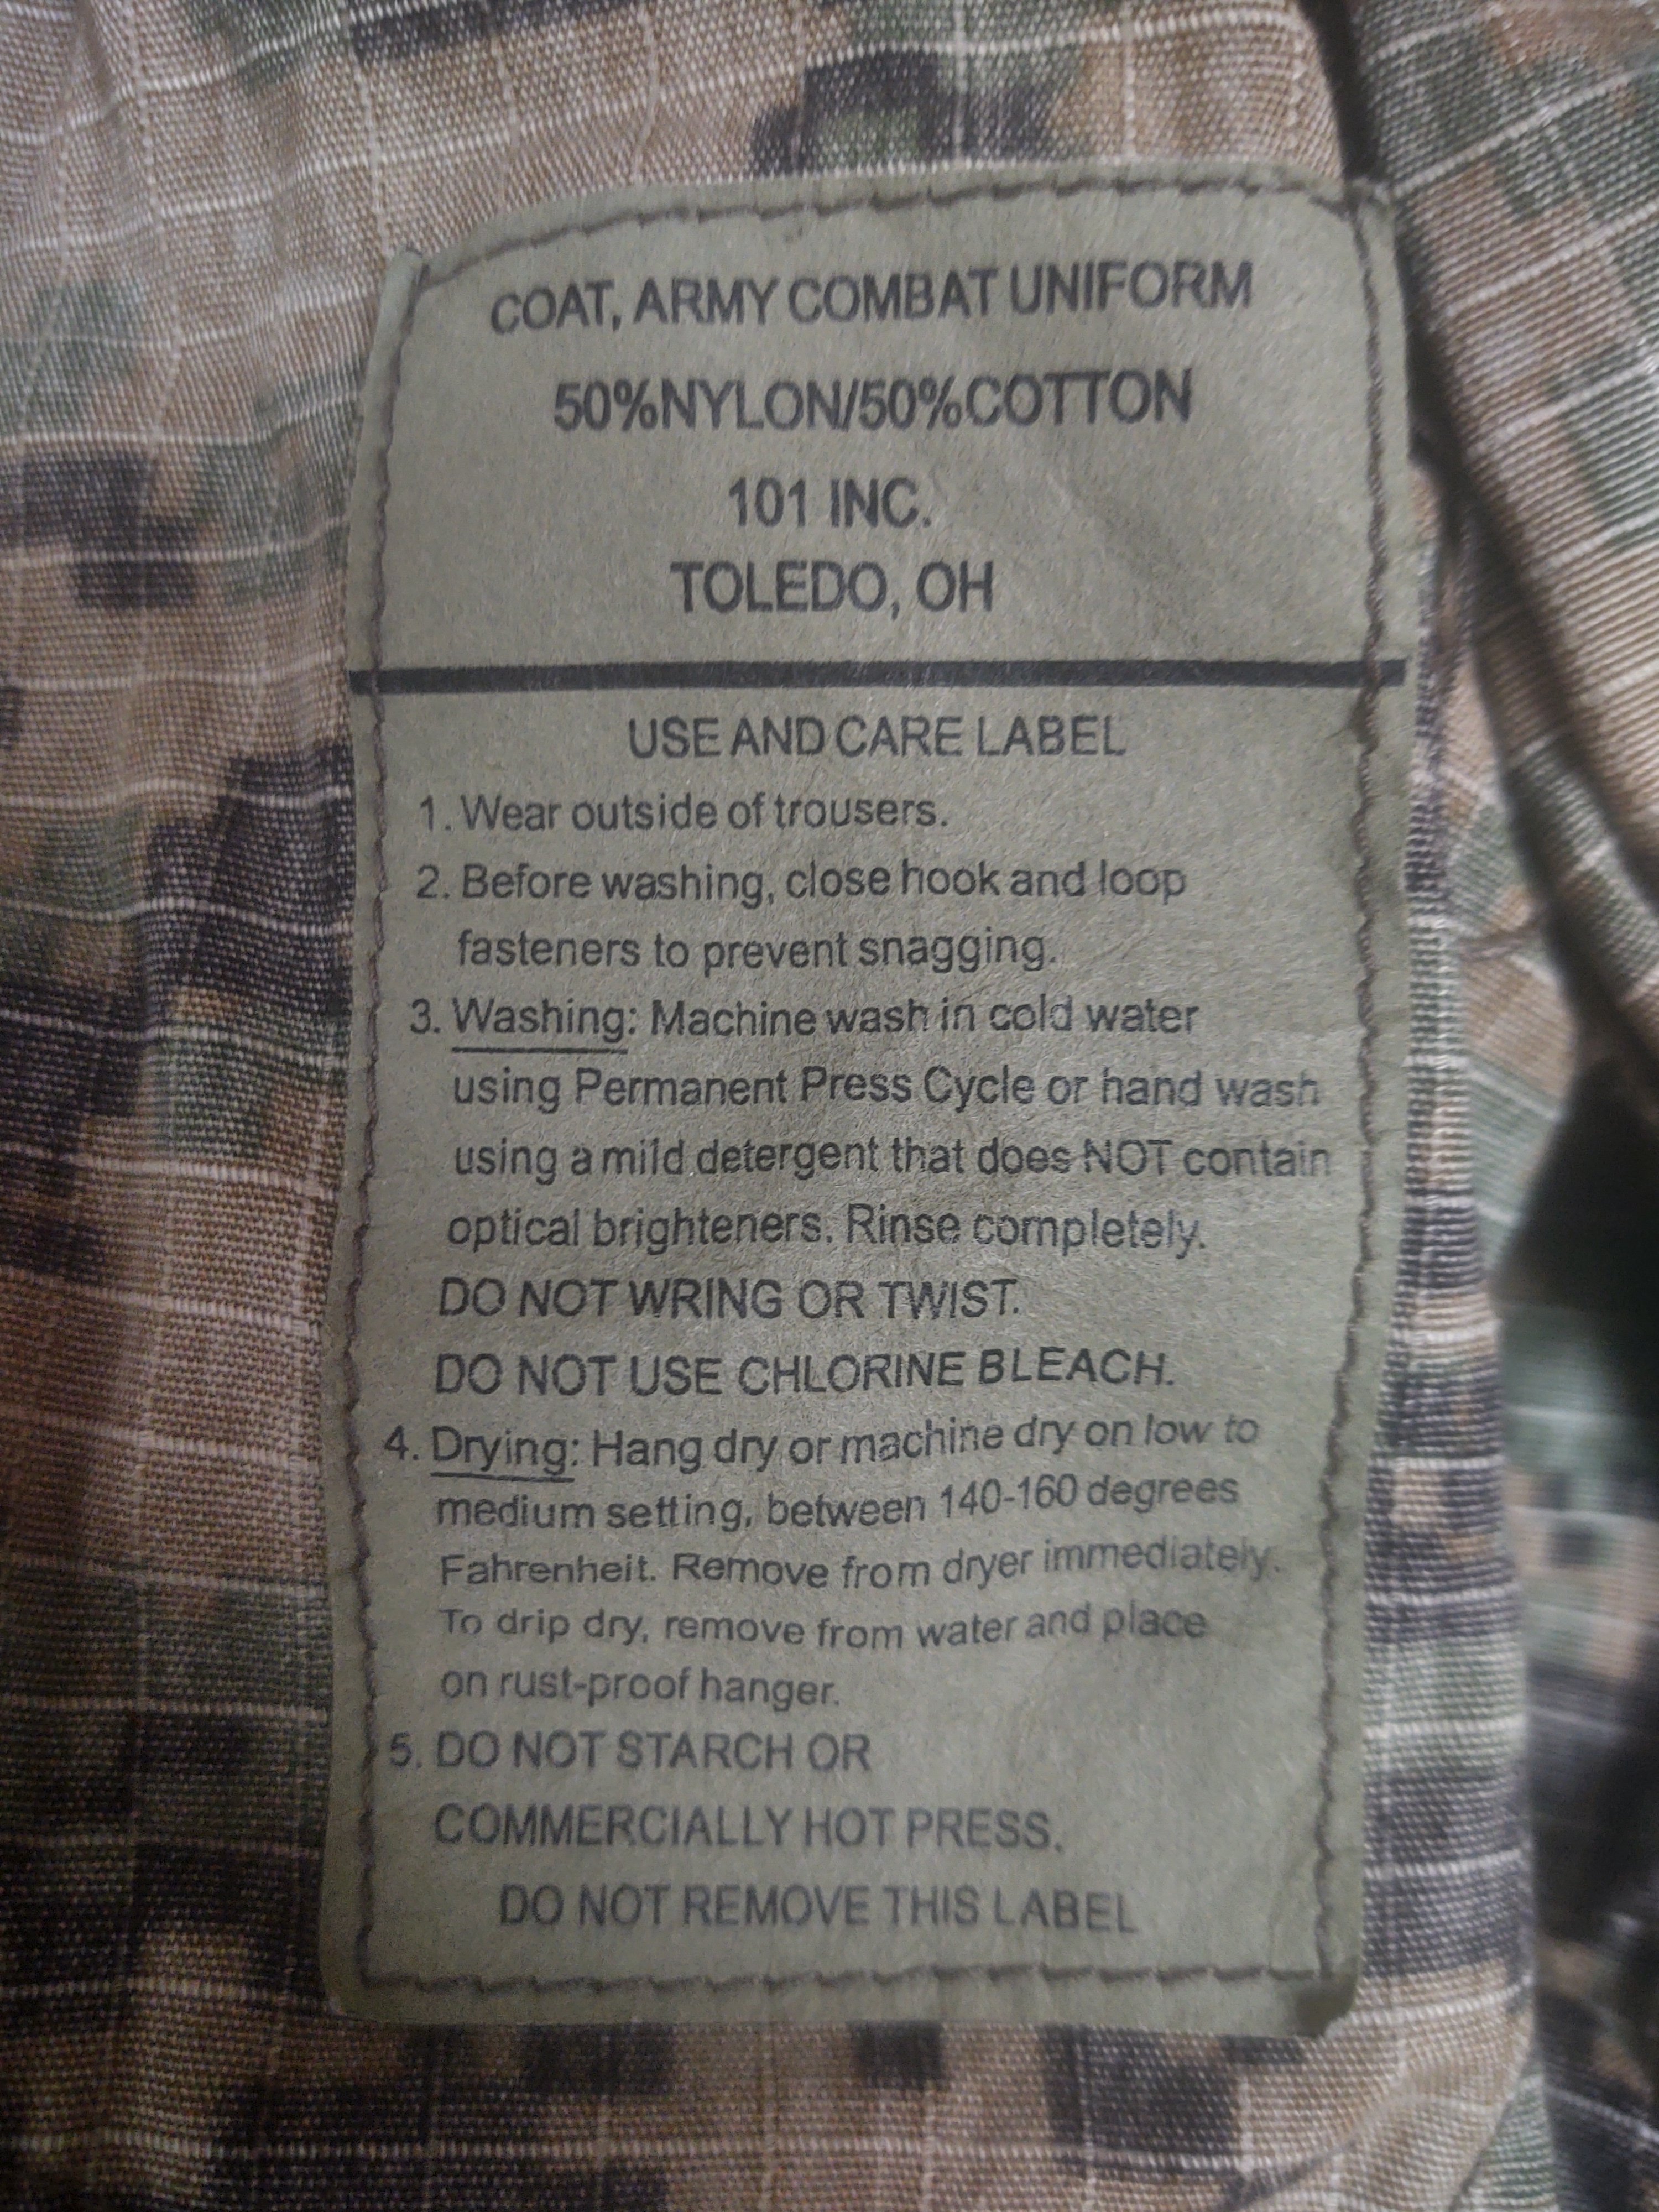 COAT, ARMY COMBAT UNIFORM
50%NYLON/50%COTTON
101 INC.
TOLEDO, OH
USE AND CARE LABEL
1. Wear outside of trousers.
2. Before washing, close hook and loop
fasteners to prevent snagging.
3. Washing: Machine wash in cold water
using Permanent Press Cycle or hand wash
using a mild detergent that does NOT contain
optical brighteners. Rinse completely.
DO NOT WRING OR TWIST.
DO NOT USE CHLORINE BLEACH.
4. Drying: Hang dry or machine dry on low to
medium setting, between 140-160 degrees
Fahrenheit. Remove from dryer immediately.
To drip dry, remove from water and place
on rust-proof hanger.
5. DO NOT STARCH OR
COMMERCIALLY HOT PRESS.
DO NOT REMOVE THIS LABEL